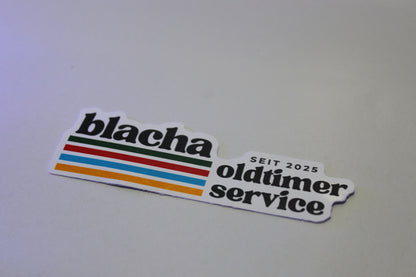 blacha
SEIT 2025
oldtimer
service